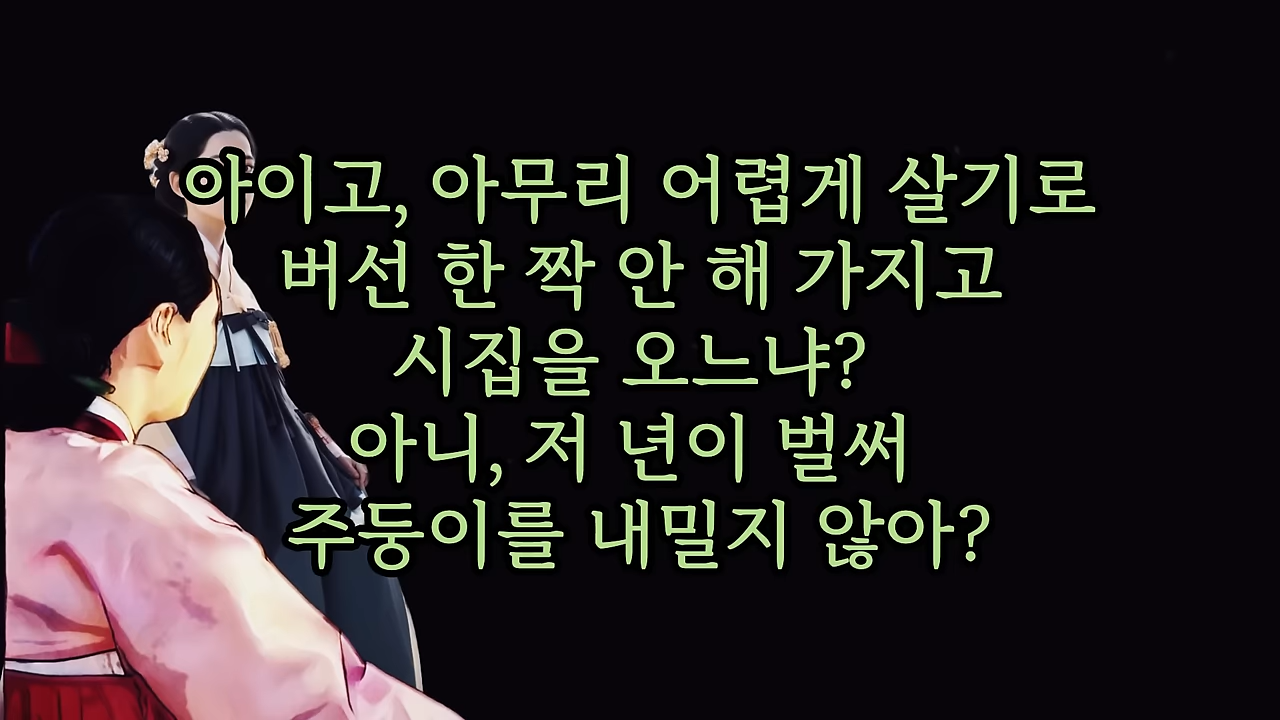 아이고, 아무리 어렵게 살기로
버선 한 짝 안 해 가지고
시집을 오느냐?
아니, 저 년이 벌써
주둥이를 내밀지 않아?